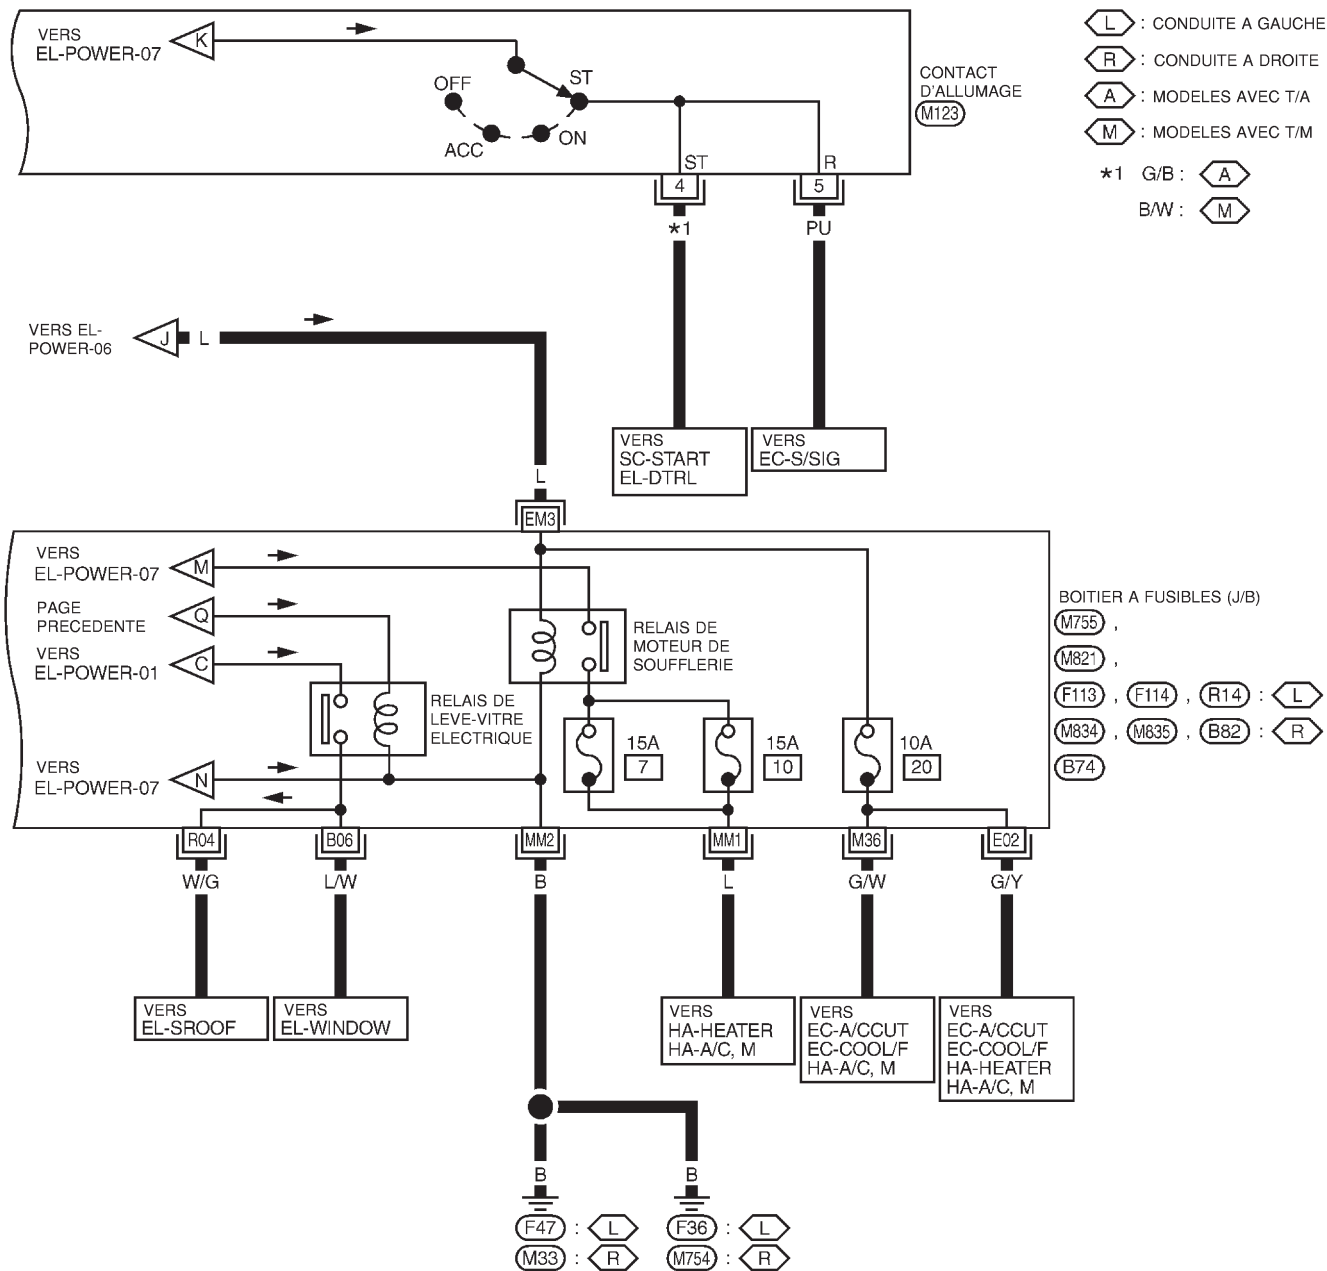 VERS
EL-POWER-07
K
OFF
ACC
ON
ST
CONTACT
D'ALLUMAGE
M123
L : CONDUITE A GAUCHE
R : CONDUITE A DROITE
A : MODELES AVEC T/A
M : MODELES AVEC T/M
*1 G/B : A
B/W : M
ST
R
4
5
*1
PU
VERS EL-
POWER-06
J
L
VERS
SC-START
EL-DTRL
VERS
EC-S/SIG
L
EM3
VERS
EL-POWER-07
M
PAGE
PRECEDENTE
Q
VERS
EL-POWER-01
C
RELAIS DE
MOTEUR DE
SOUFFLERIE
RELAIS DE
LEVE-VITRE
ELECTRIQUE
VERS
EL-POWER-07
N
15A
7
15A
10
10A
20
BOITIER A FUSIBLES (J/B)
M755 ,
M821 ,
F113 , F114 , R14 : L
M834 , M835 , B82 : R
B74
R04
B06
MM2
MM1
M36
E02
W/G
L/W
B
L
G/W
G/Y
VERS
EL-SROOF
VERS
EL-WINDOW
VERS
HA-HEATER
HA-A/C, M
VERS
EC-A/CCUT
EC-COOL/F
HA-A/C, M
VERS
EC-A/CCUT
EC-COOL/F
HA-HEATER
HA-A/C, M
B
B
F47 : L
F36 : L
M33 : R
M754 : R